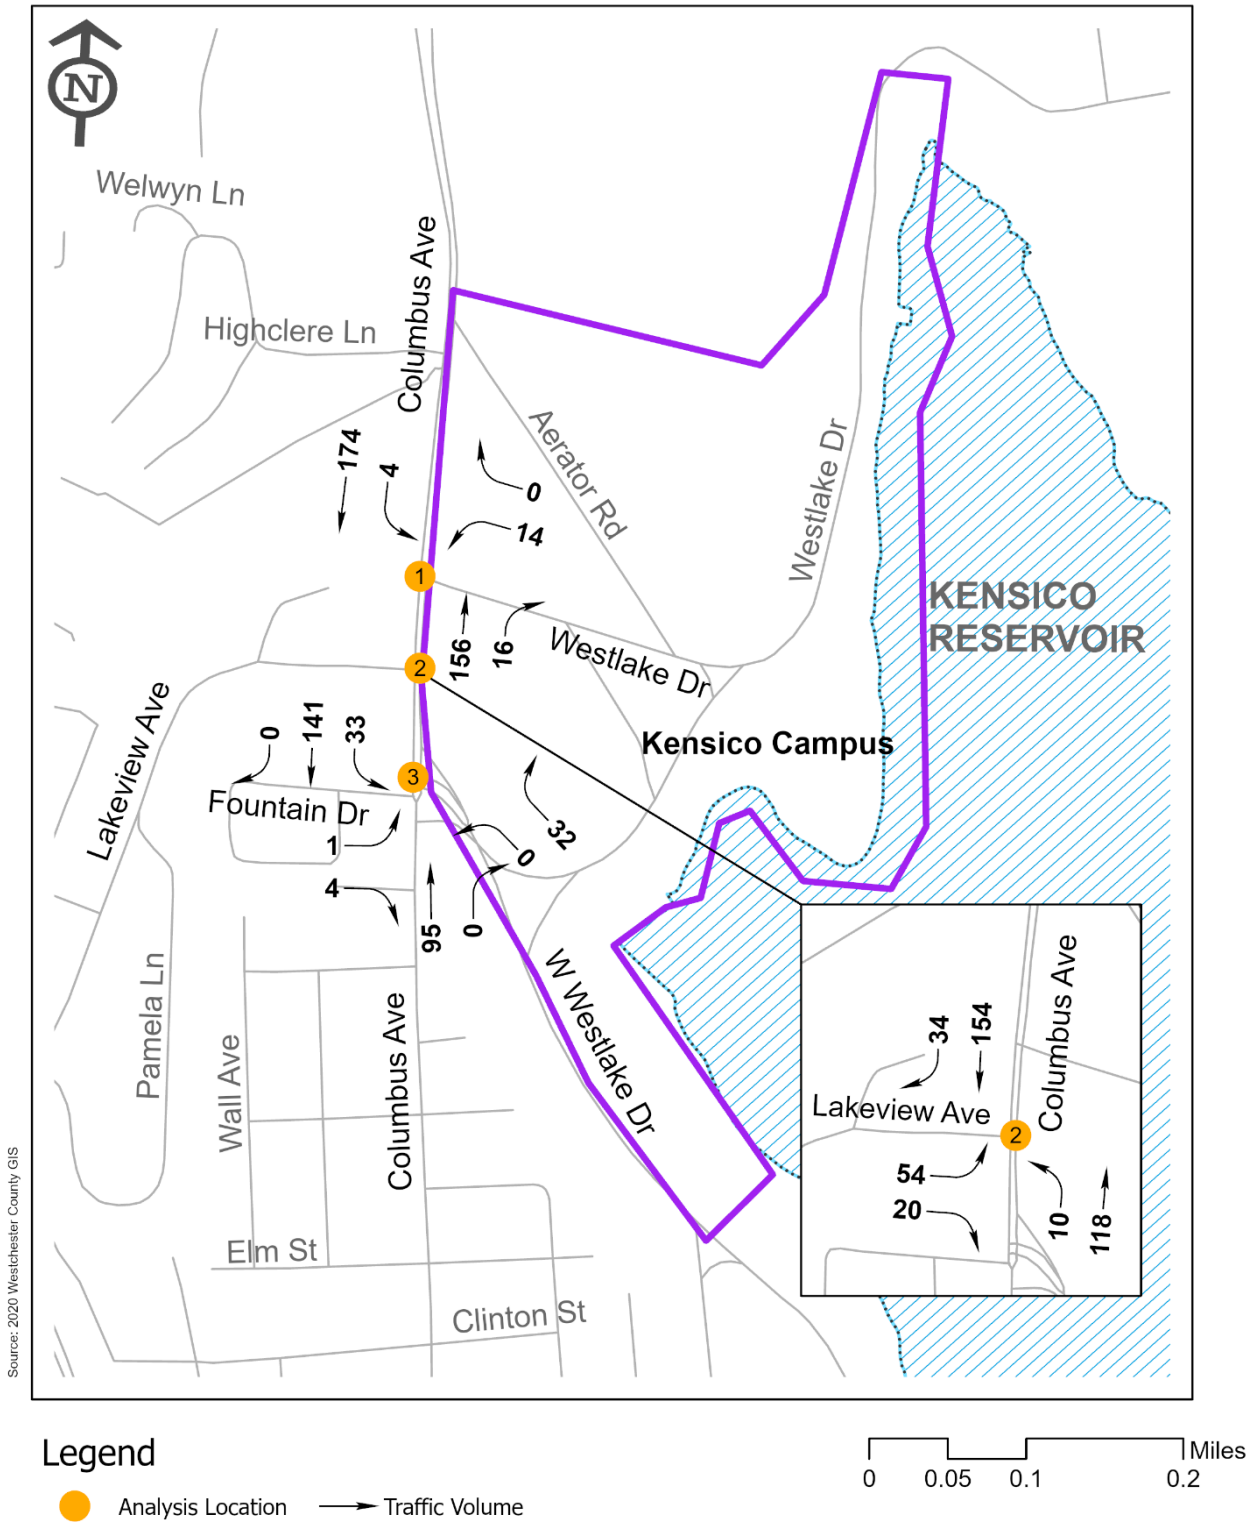 N
Welwyn Ln
Highclere Ln
Columbus Ave
174
4
0
14
Aerator Rd
Westlake Dr
1
KENSICO
RESERVOIR
156
16
Westlake Dr
2
Lakeview Ave
Kensico Campus
0
141
33
3
Fountain Dr
1
32
0
4
95
0
Pamela Ln
Wall Ave
Columbus Ave
W Westlake Dr
34
154
Columbus Ave
Lakeview Ave
2
54
20
10
118
Elm St
Clinton St
Source: 2020 Westchester County GIS
Legend
Analysis Location
Traffic Volume
Miles
0 0.05 0.1 0.2